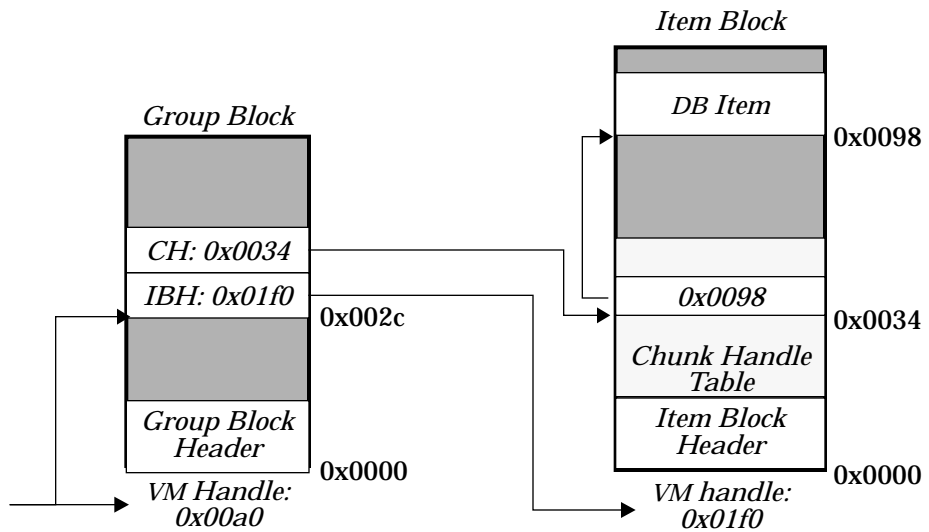 Item Block
DB Item
0x0098
Group Block
CH: 0x0034
IBH: 0x01f0
0x002c
0x0098
0x0034
Chunk Handle
Table
Group Block
Header
0x0000
Item Block
Header
0x0000
VM Handle:
0x00a0
VM handle:
0x01f0